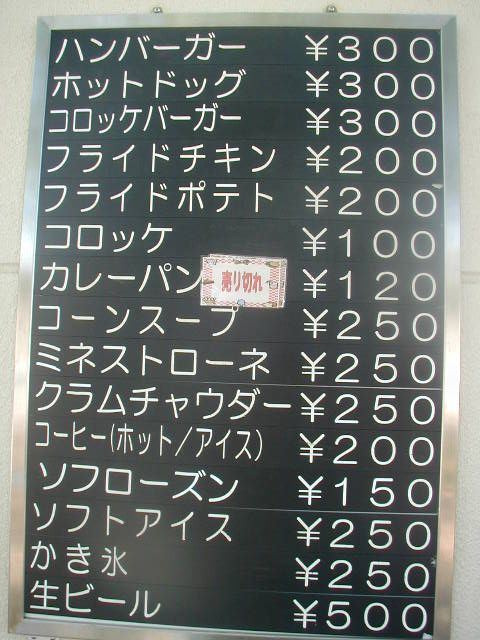 ハンバーガー ￥３００
ホットドッグ ￥３００
コロッケバーガー ￥３００
フライドチキン ￥２００
フライドポテト ￥２００
コロッケ ￥１００
カレーパン 売り切れ ￥１２０
コーンスープ ￥２５０
ミネストローネ ￥２５０
クラムチャウダー ￥２５０
コーヒー(ホット/アイス) ￥２００
ソフローズン ￥１５０
ソフトアイス ￥２５０
かき氷 ￥２５０
生ビール ￥５００